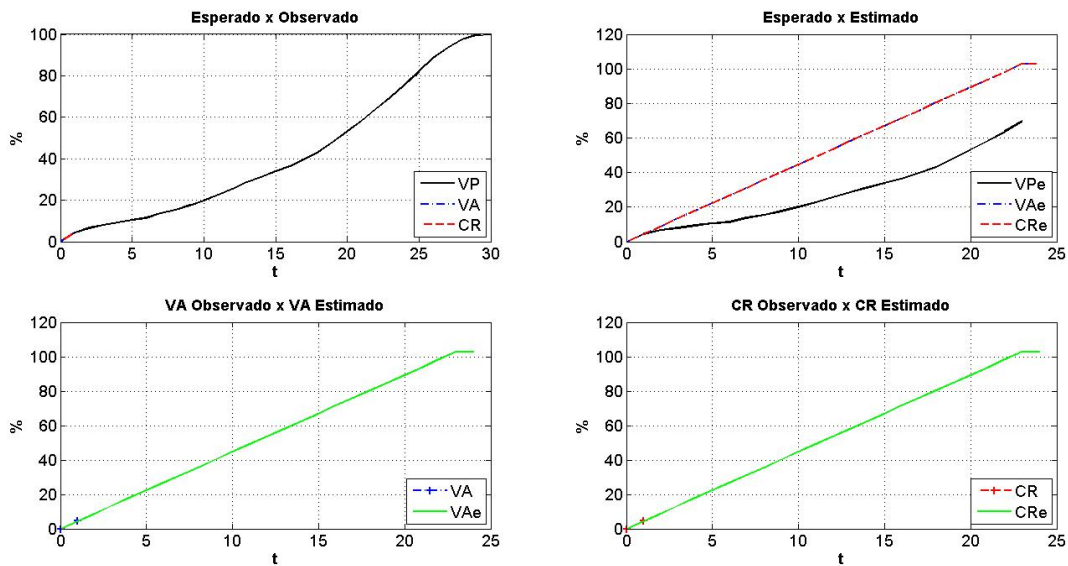 Esperado x Observado
%
100
80
60
40
20
0
0 5 10 15 20 25 30
t
VP
VA
CR
Esperado x Estimado
%
120
100
80
60
40
20
0
0 5 10 15 20 25
t
VPe
VAe
CRe
VA Observado x VA Estimado
%
120
100
80
60
40
20
0
0 5 10 15 20 25
t
VA
VAe
CR Observado x CR Estimado
%
120
100
80
60
40
20
0
0 5 10 15 20 25
t
CR
CRe